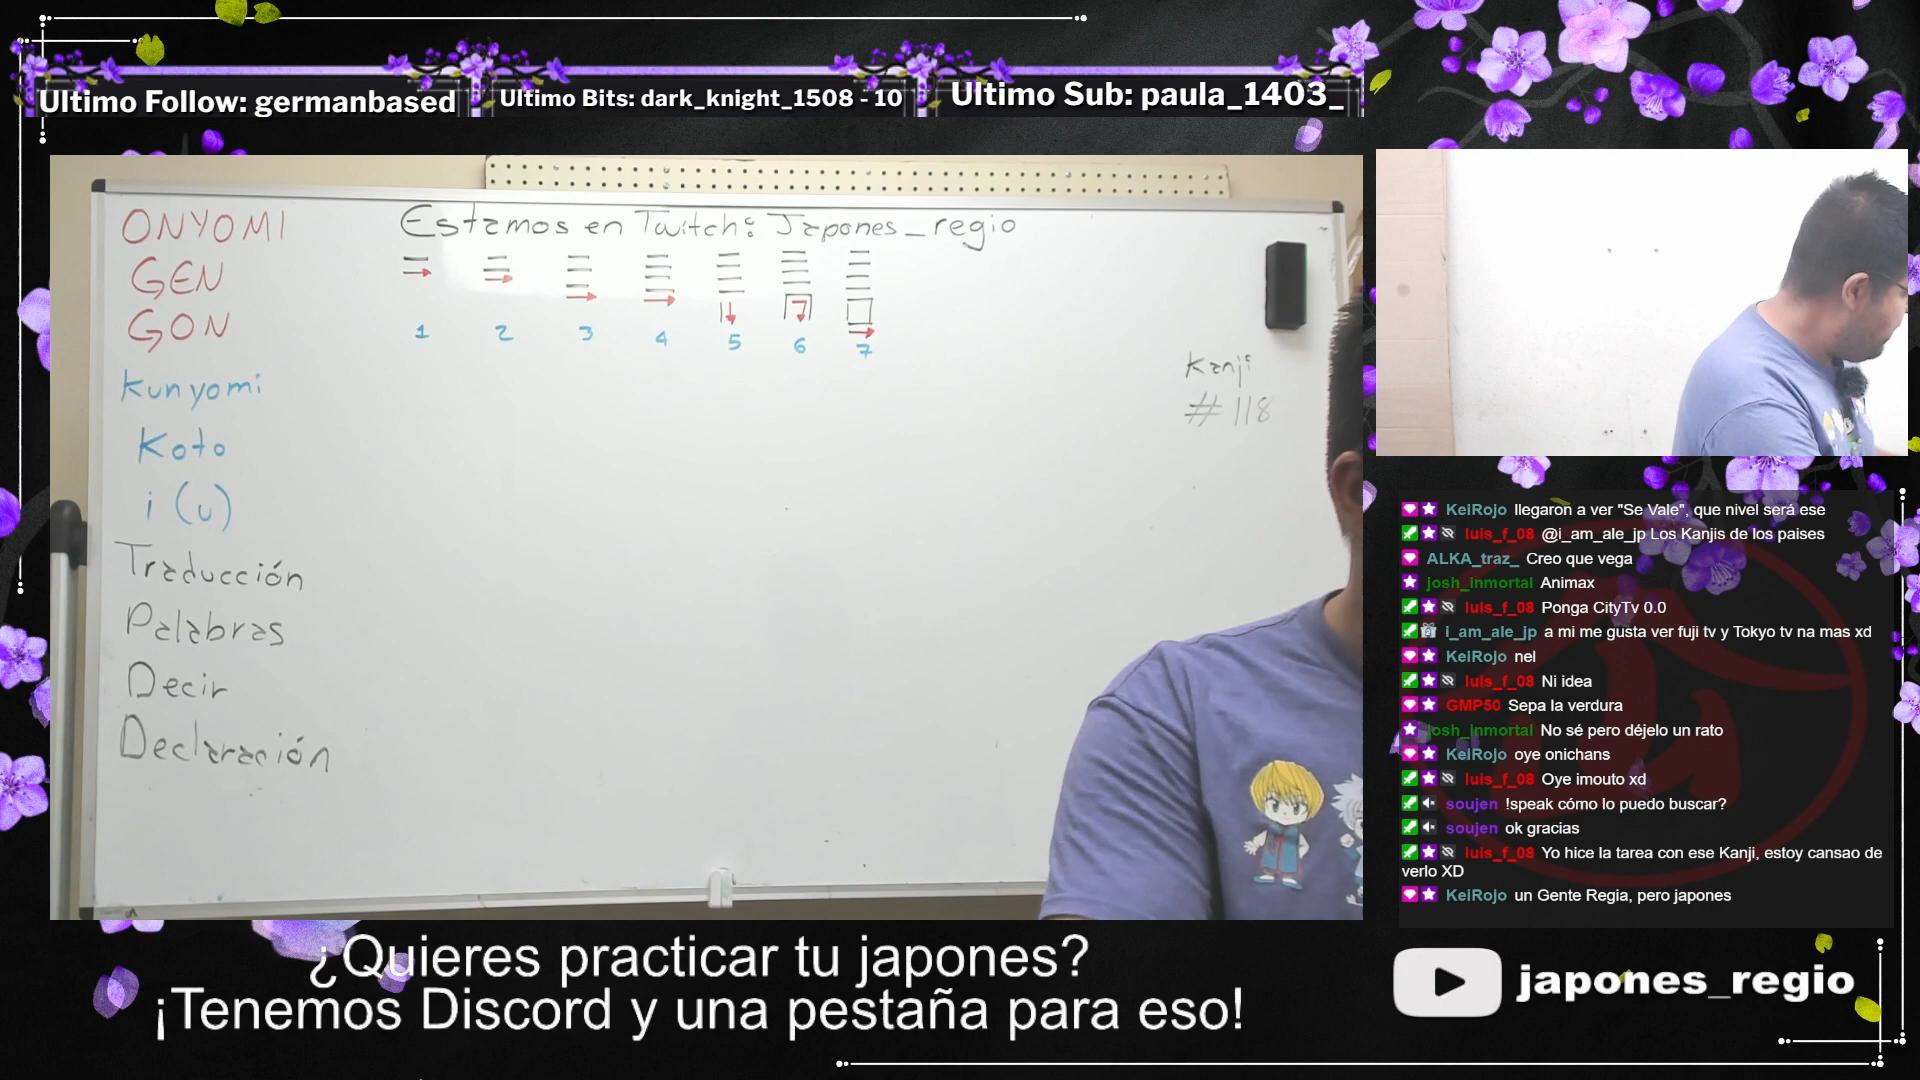 Ultimo Follow: germanbased
Ultimo Bits: dark_knight_1508 - 10
Ultimo Sub: paula_1403_
ONYOMI
GEN
GON
Kunyomi
Koto
i (u)
Traducción
Palabras
Decir
Declaración
Estamos en Twitch: Japones_regio
1 2 3 4 5 6 7
Kanji
#118
KeiRojo llegaron a ver "Se Vale", que nivel será ese
luis_f_08 @i_am_ale_jp Los Kanjis de los paises
ALKA_traz_ Creo que vega
josh_inmortal Animax
luis_f_08 Ponga CityTv 0.0
i_am_ale_jp a mi me gusta ver fuji tv y Tokyo tv na mas xd
KeiRojo nel
luis_f_08 Ni idea
GMP50 Sepa la verdura
josh_inmortal No sé pero déjelo un rato
KeiRojo oye onichans
luis_f_08 Oye imouto xd
soujen !speak cómo lo puedo buscar?
soujen ok gracias
luis_f_08 Yo hice la tarea con ese Kanji, estoy cansao de
verlo XD
KeiRojo un Gente Regia, pero japones
¿Quieres practicar tu japones?
¡Tenemos Discord y una pestaña para eso!
japones_regio